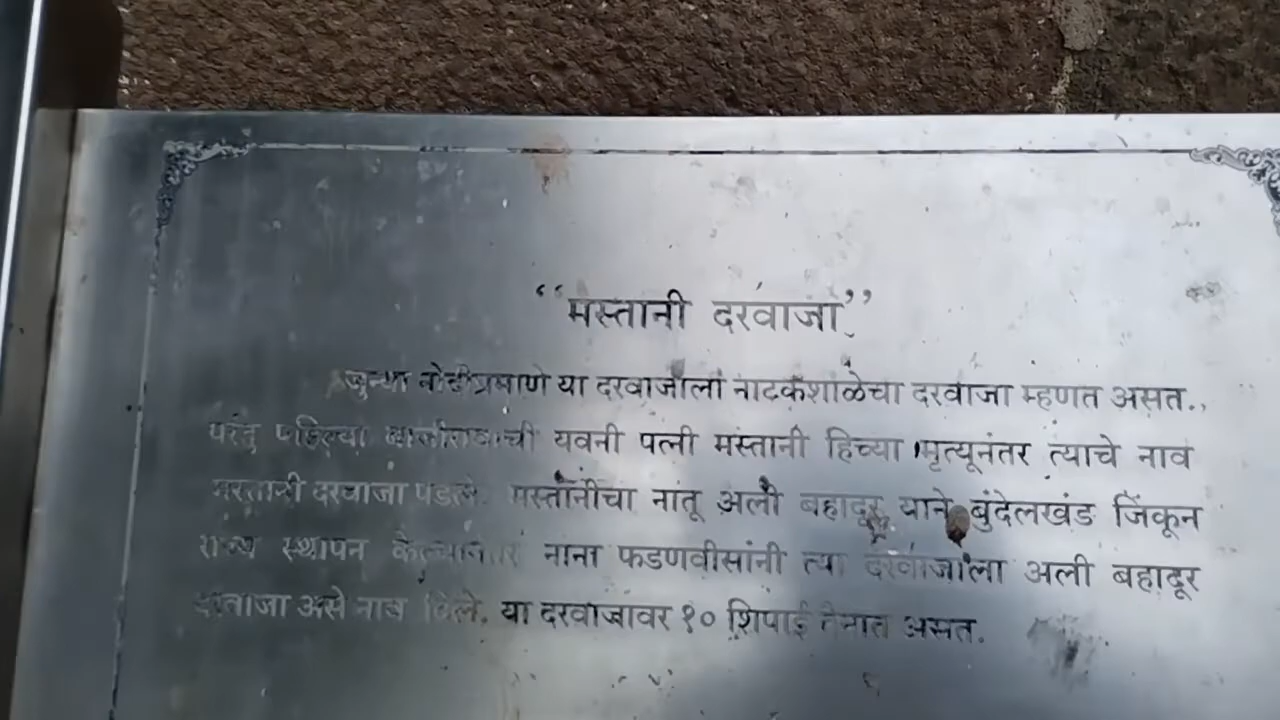 “मस्तानी दरवाजा”
जुन्या नोंदीप्रमाणे या दरवाजाला नाटकशाळेचा दरवाजा म्हणत असत.
परंतु पहिल्या बाजीरावाची यवनी पत्नी मस्तानी हिच्या मृत्यूनंतर त्याचे नाव
मस्तानी दरवाजा पडले. मस्तानीचा नातू अली बहादूर याने बुंदेलखंड जिंकून
राज्य स्थापन केल्यानंतर नाना फडणवीसांनी त्या दरवाजाला अली बहादूर
दरवाजा असे नाव दिले. या दरवाजावर १० शिपाई तैनात असत.